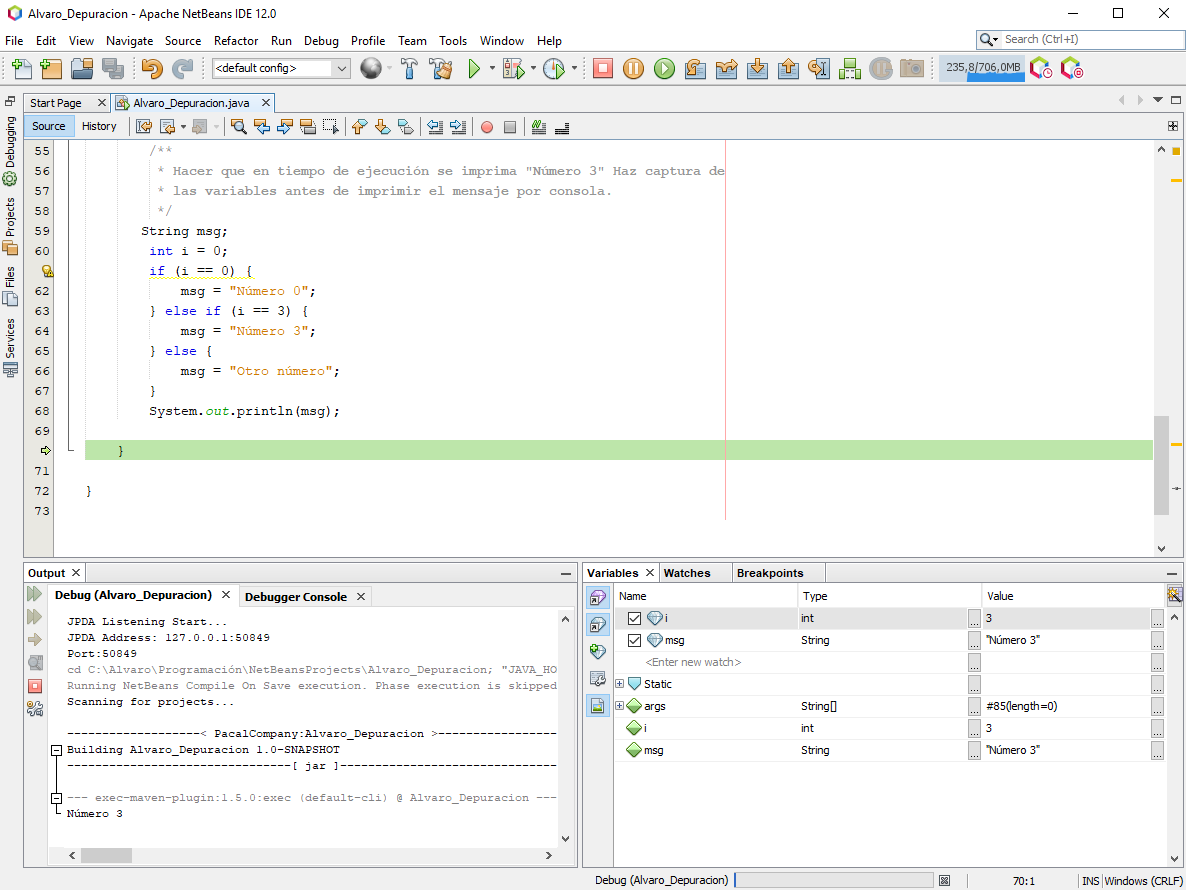 Alvaro_Depuracion - Apache NetBeans IDE 12.0
File Edit View Navigate Source Refactor Run Debug Profile Team Tools Window Help
Search (Ctrl+I)
<default config>
235,8/706,0MB
Start Page
Alvaro_Depuracion.java
Source History
Debugging
Projects
Files
Services
55 /**
56 * Hacer que en tiempo de ejecución se imprima "Número 3" Haz captura de
57 * las variables antes de imprimir el mensaje por consola.
58 */
59 String msg;
60 int i = 0;
if (i == 0) {
62 msg = "Número 0";
63 } else if (i == 3) {
64 msg = "Número 3";
65 } else {
66 msg = "Otro número";
67 }
68 System.out.println(msg);
69
}
71
72 }
73
Output
Debug (Alvaro_Depuracion) Debugger Console
JPDA Listening Start...
JPDA Address: 127.0.0.1:50849
Port:50849
cd C:\Alvaro\Programación\NetBeansProjects\Alvaro_Depuracion; "JAVA_HO
Running NetBeans Compile On Save execution. Phase execution is skipped
Scanning for projects...
-------------------< PacalCompany:Alvaro_Depuracion >-----------------
Building Alvaro_Depuracion 1.0-SNAPSHOT
--------------------------------[ jar ]-------------------------------
--- exec-maven-plugin:1.5.0:exec (default-cli) @ Alvaro_Depuracion ---
Número 3
Variables Watches Breakpoints
Name Type Value
i int ... 3 ...
msg String ... "Número 3" ...
<Enter new watch> ... ...
Static ... ...
args String[] ... #85(length=0) ...
i int ... 3 ...
msg String ... "Número 3" ...
Debug (Alvaro_Depuracion)
70:1
INS Windows (CRLF)